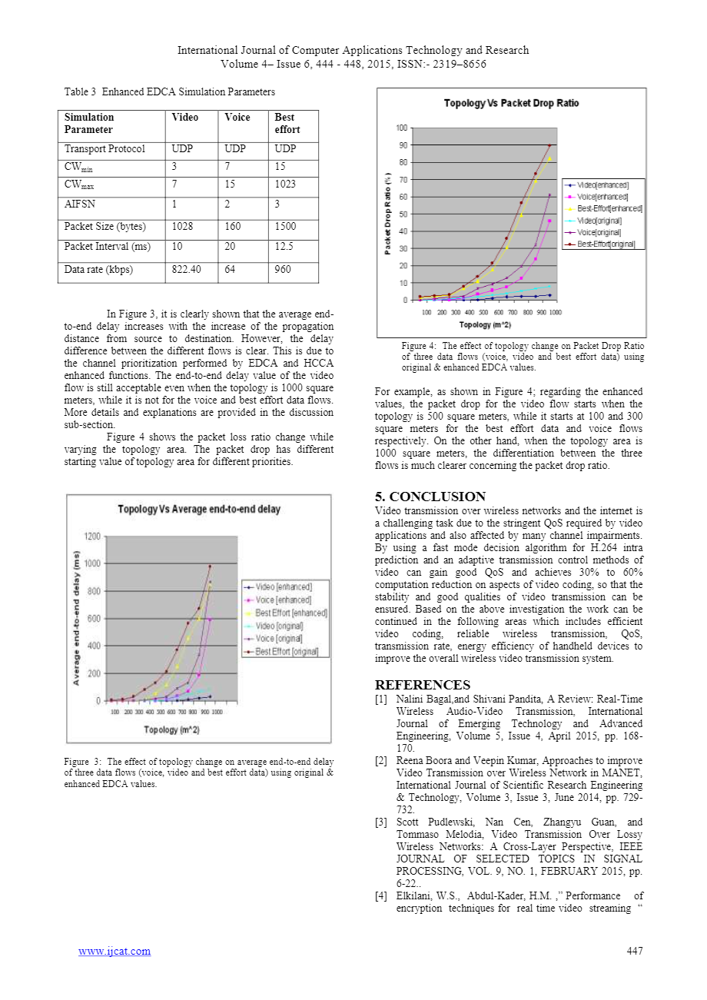 International Journal of Computer Applications Technology and Research
Volume 4– Issue 6, 444 - 448, 2015, ISSN:- 2319–8656
Table 3 Enhanced EDCA Simulation Parameters
Simulation Parameter Video Voice Best effort
Transport Protocol UDP UDP UDP
CWmin 3 7 15
CWmax 7 15 1023
AIFSN 1 2 3
Packet Size (bytes) 1028 160 1500
Packet Interval (ms) 10 20 12.5
Data rate (kbps) 822.40 64 960
In Figure 3, it is clearly shown that the average end-
to-end delay increases with the increase of the propagation
distance from source to destination. However, the delay
difference between the different flows is clear. This is due to
the channel prioritization performed by EDCA and HCCA
enhanced functions. The end-to-end delay value of the video
flow is still acceptable even when the topology is 1000 square
meters, while it is not for the voice and best effort data flows.
More details and explanations are provided in the discussion
sub-section.
Figure 4 shows the packet loss ratio change while
varying the topology area. The packet drop has different
starting value of topology area for different priorities.
Topology Vs Average end-to-end delay
Average end-to-end delay (ms)
1200
1000
800
600
400
200
0
100 200 300 400 500 600 700 800 900 1000
Topology (m^2)
Video [enhanced]
Voice [enhanced]
Best Effort [enhanced]
Video [original]
Voice [original]
Best Effort [original]
Figure 3: The effect of topology change on average end-to-end delay
of three data flows (voice, video and best effort data) using original &
enhanced EDCA values.
Topology Vs Packet Drop Ratio
Packet Drop Ratio (%)
100
90
80
70
60
50
40
30
20
10
0
100 200 300 400 500 600 700 800 900 1000
Topology (m^2)
Video[enhanced]
Voice[enhanced]
Best-Effort[enhanced]
Video[original]
Voice[original]
Best-Effort[original]
Figure 4: The effect of topology change on Packet Drop Ratio
of three data flows (voice, video and best effort data) using
original & enhanced EDCA values.
For example, as shown in Figure 4; regarding the enhanced
values, the packet drop for the video flow starts when the
topology is 500 square meters, while it starts at 100 and 300
square meters for the best effort data and voice flows
respectively. On the other hand, when the topology area is
1000 square meters, the differentiation between the three
flows is much clearer concerning the packet drop ratio.
5. CONCLUSION
Video transmission over wireless networks and the internet is
a challenging task due to the stringent QoS required by video
applications and also affected by many channel impairments.
By using a fast mode decision algorithm for H.264 intra
prediction and an adaptive transmission control methods of
video can gain good QoS and achieves 30% to 60%
computation reduction on aspects of video coding, so that the
stability and good qualities of video transmission can be
ensured. Based on the above investigation the work can be
continued in the following areas which includes efficient
video coding, reliable wireless transmission, QoS,
transmission rate, energy efficiency of handheld devices to
improve the overall wireless video transmission system.
REFERENCES
[1] Nalini Bagal,and Shivani Pandita, A Review: Real-Time
Wireless Audio-Video Transmission, International
Journal of Emerging Technology and Advanced
Engineering, Volume 5, Issue 4, April 2015, pp. 168-
170.
[2] Reena Boora and Veepin Kumar, Approaches to improve
Video Transmission over Wireless Network in MANET,
International Journal of Scientific Research Engineering
& Technology, Volume 3, Issue 3, June 2014, pp. 729-
732.
[3] Scott Pudlewski, Nan Cen, Zhangyu Guan, and
Tommaso Melodia, Video Transmission Over Lossy
Wireless Networks: A Cross-Layer Perspective, IEEE
JOURNAL OF SELECTED TOPICS IN SIGNAL
PROCESSING, VOL. 9, NO. 1, FEBRUARY 2015, pp.
6-22..
[4] Elkilani, W.S., Abdul-Kader, H.M. ,” Performance of
encryption techniques for real time video streaming “
www.ijcat.com 447